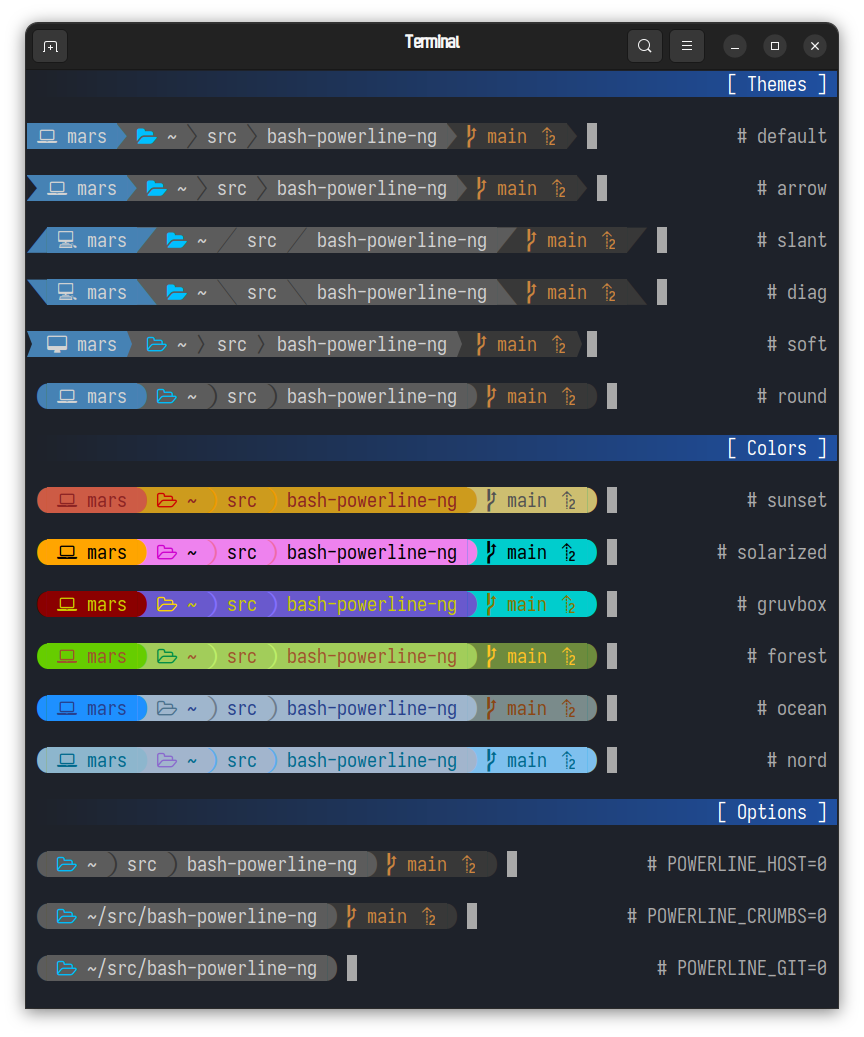 Terminal
[ Themes ]
mars ~ src bash-powerline-ng main ⇡2 # default
mars ~ src bash-powerline-ng main ⇡2 # arrow
mars ~ src bash-powerline-ng main ⇡2 # slant
mars ~ src bash-powerline-ng main ⇡2 # diag
mars ~ src bash-powerline-ng main ⇡2 # soft
mars ~ src bash-powerline-ng main ⇡2 # round
[ Colors ]
mars ~ src bash-powerline-ng main ⇡2 # sunset
mars ~ src bash-powerline-ng main ⇡2 # solarized
mars ~ src bash-powerline-ng main ⇡2 # gruvbox
mars ~ src bash-powerline-ng main ⇡2 # forest
mars ~ src bash-powerline-ng main ⇡2 # ocean
mars ~ src bash-powerline-ng main ⇡2 # nord
[ Options ]
~ src bash-powerline-ng main ⇡2 # POWERLINE_HOST=0
~/src/bash-powerline-ng main ⇡2 # POWERLINE_CRUMBS=0
~/src/bash-powerline-ng # POWERLINE_GIT=0